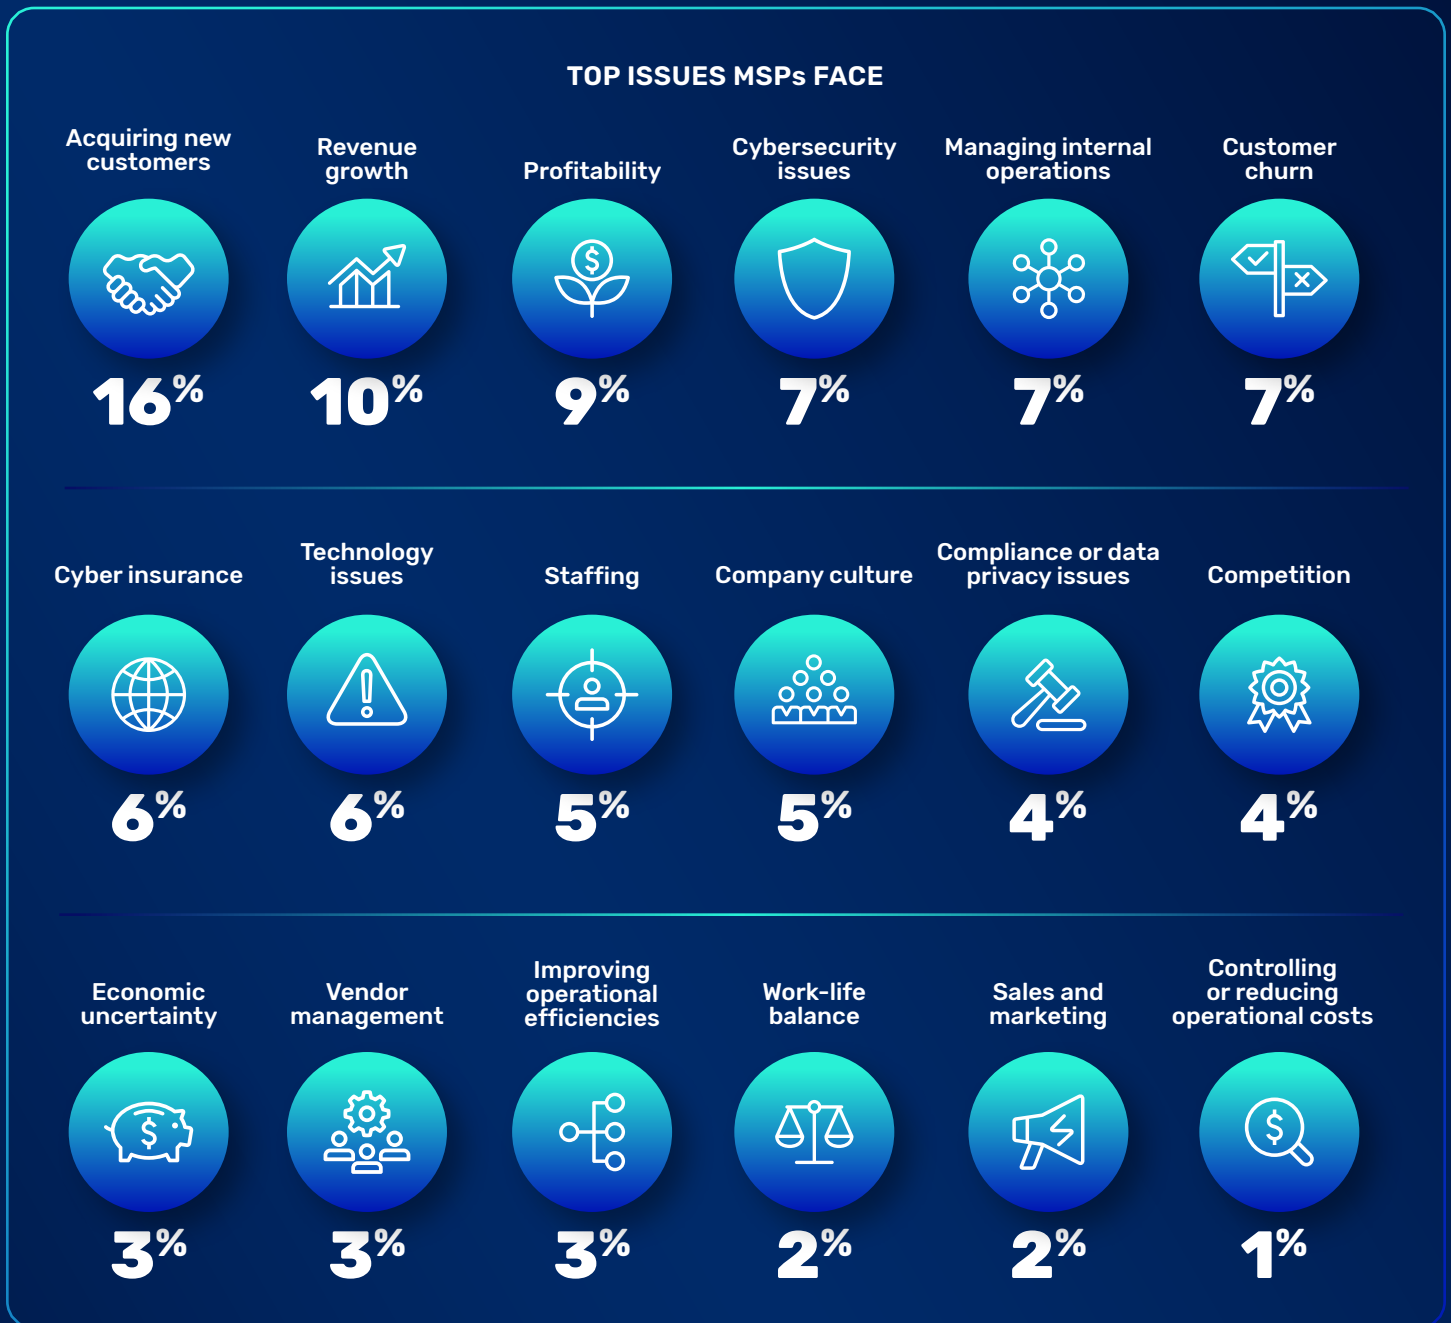 TOP ISSUES MSPs FACE
Acquiring new
customers
16%
Revenue
growth
10%
Profitability
9%
Cybersecurity
issues
7%
Managing internal
operations
7%
Customer
churn
7%
Cyber insurance
6%
Technology
issues
6%
Staffing
5%
Company culture
5%
Compliance or data
privacy issues
4%
Competition
4%
Economic
uncertainty
3%
Vendor
management
3%
Improving
operational
efficiencies
3%
Work-life
balance
2%
Sales and
marketing
2%
Controlling
or reducing
operational costs
1%